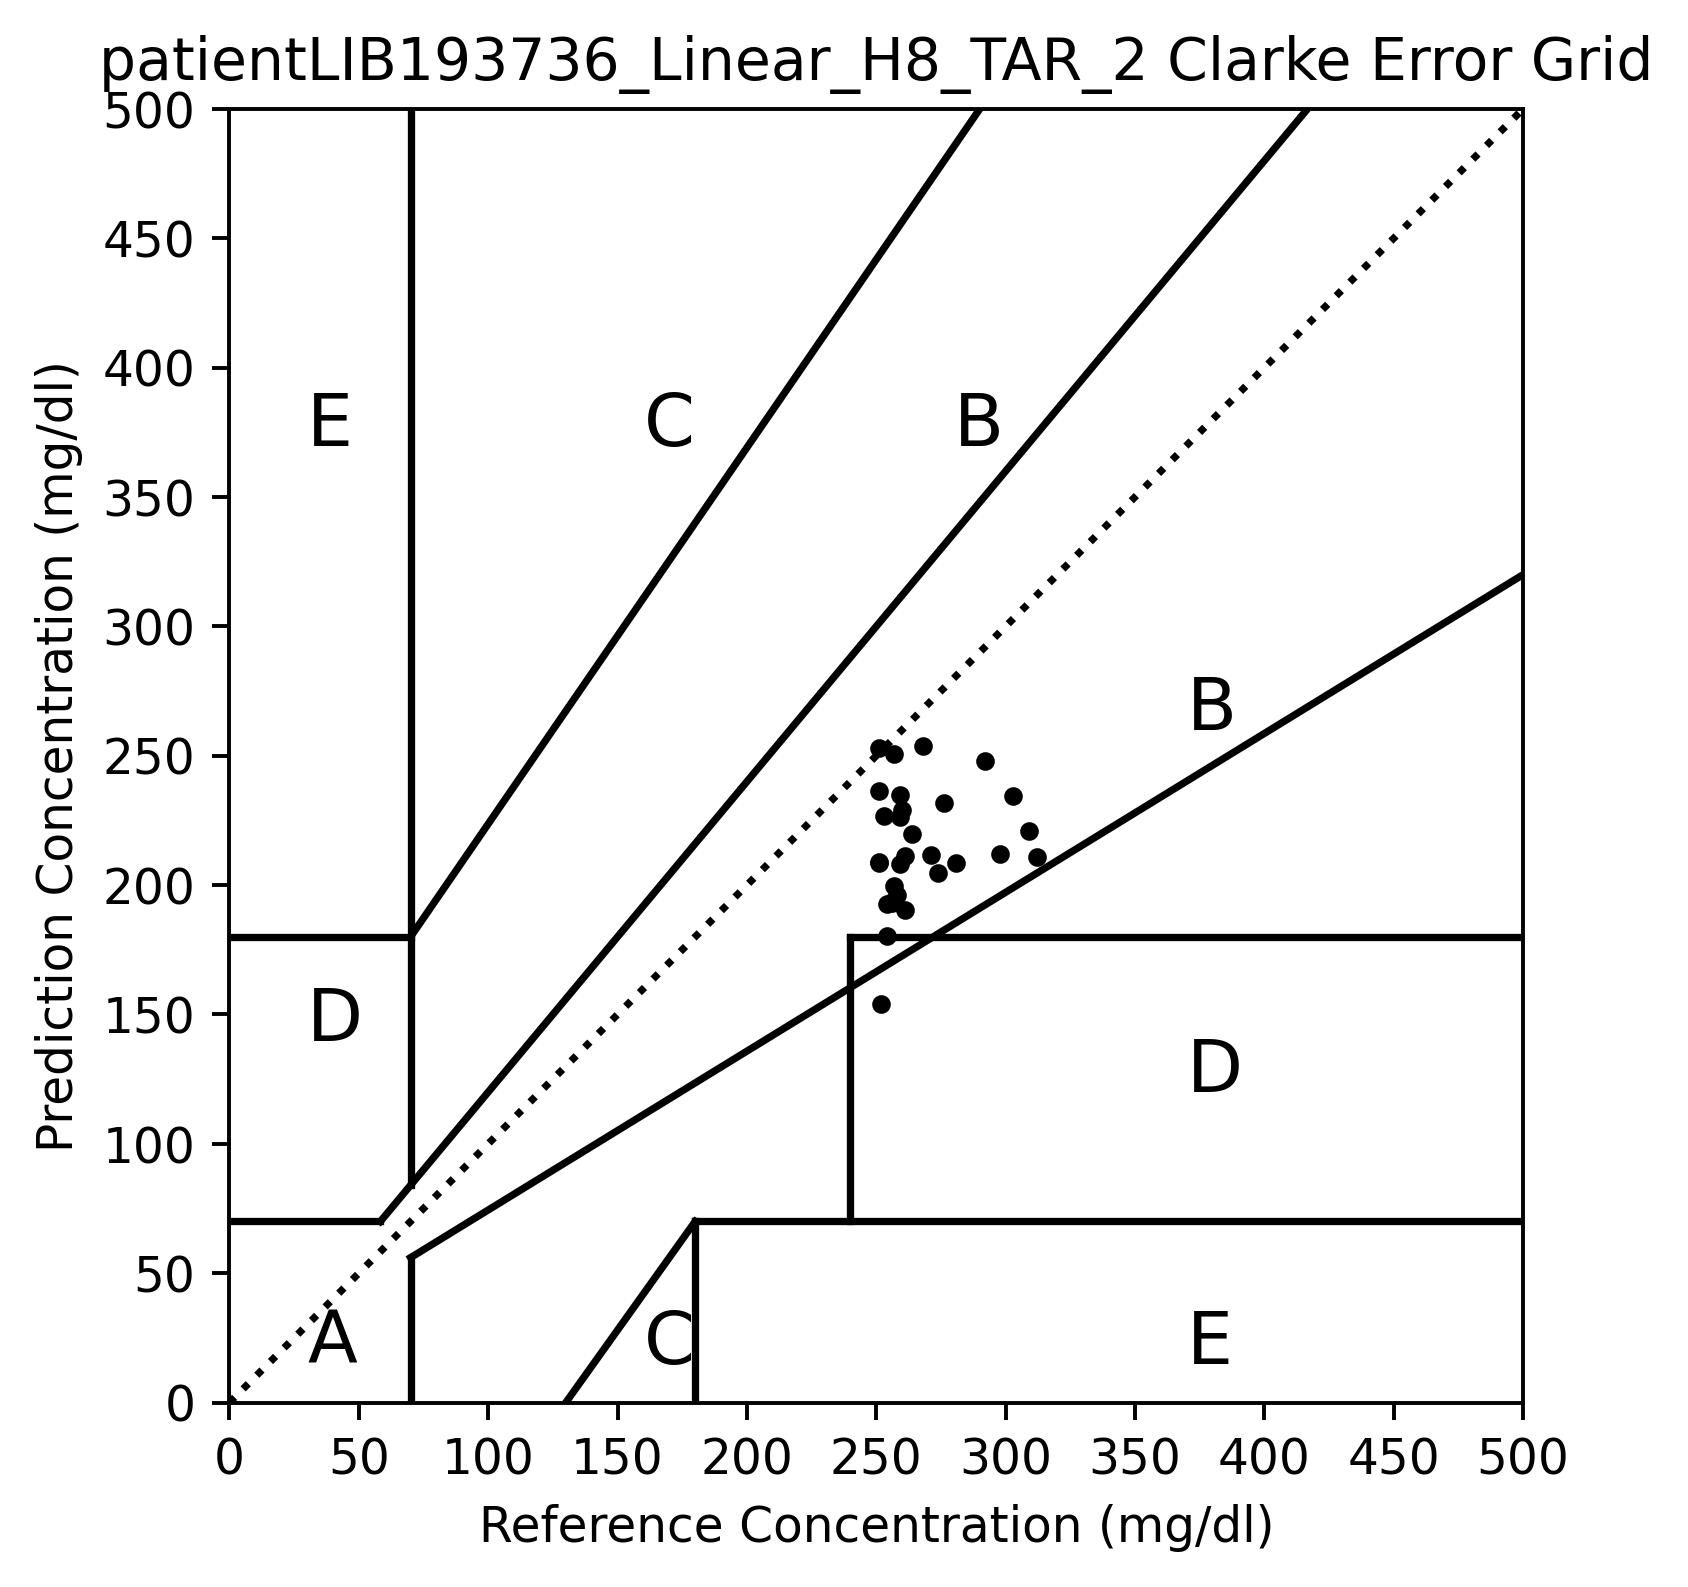 patientLIB193736_Linear_H8_TAR_2 Clarke Error Grid
500
450
400
350
300
250
200
150
100
50
0
Prediction Concentration (mg/dl)
E
C
B
B
D
D
A
C
E
0 50 100 150 200 250 300 350 400 450 500
Reference Concentration (mg/dl)